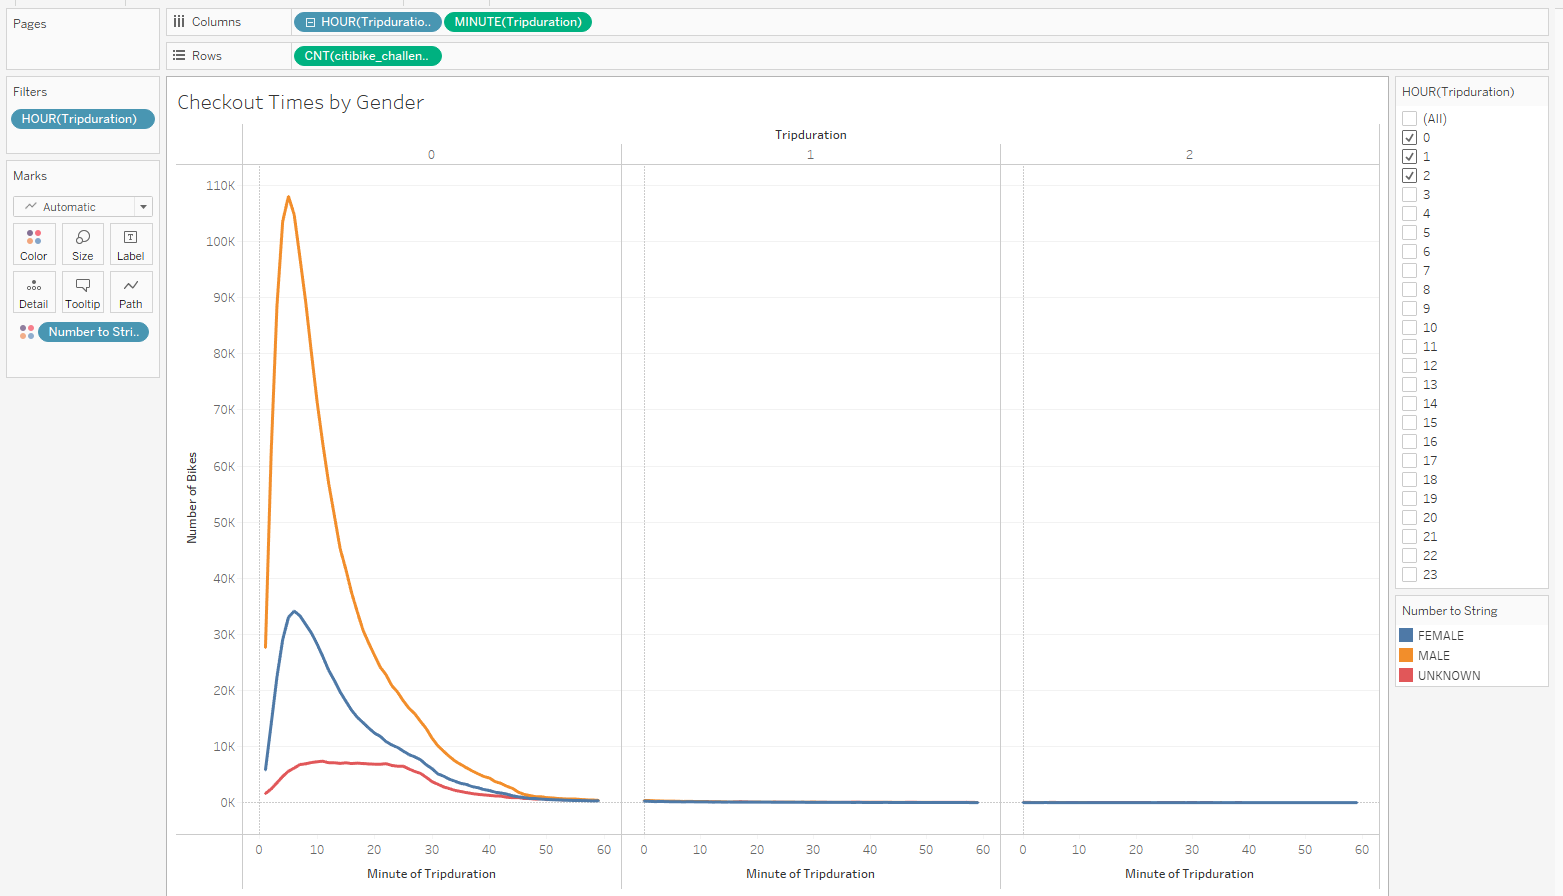 Pages
Columns
HOUR(Tripduratio..
MINUTE(Tripduration)
Rows
CNT(citibike_challen..
Filters
HOUR(Tripduration)
Marks
Automatic
Color
Size
Label
T
Detail
Tooltip
Path
Number to Stri..
Checkout Times by Gender
Tripduration
0
1
2
110K
100K
90K
80K
70K
60K
50K
40K
30K
20K
10K
0K
Number of Bikes
0 10 20 30 40 50 60
0 10 20 30 40 50 60
0 10 20 30 40 50 60
Minute of Tripduration
Minute of Tripduration
Minute of Tripduration
HOUR(Tripduration)
(All)
0
1
2
3
4
5
6
7
8
9
10
11
12
13
14
15
16
17
18
19
20
21
22
23
Number to String
FEMALE
MALE
UNKNOWN